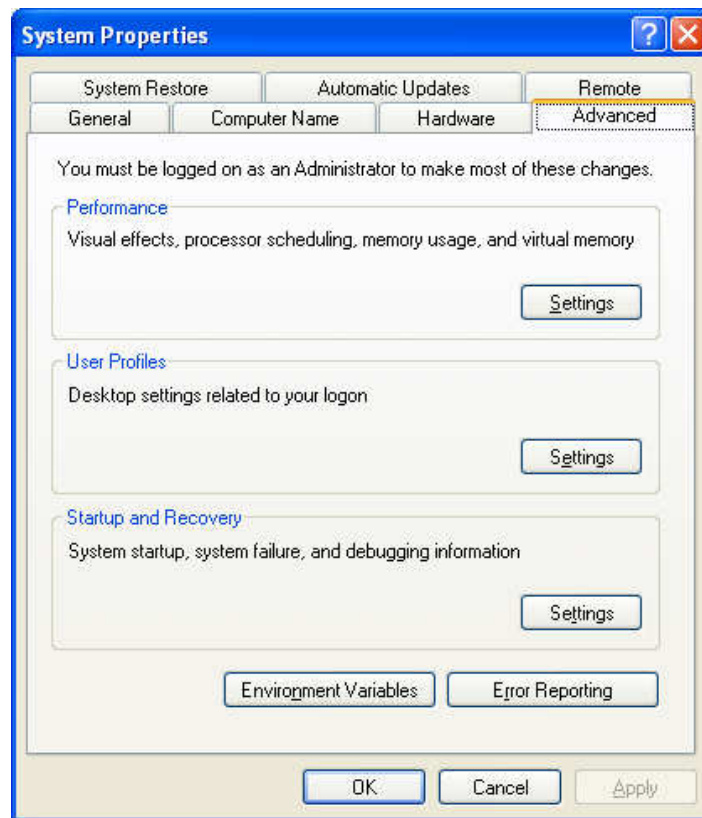 System Properties
System Restore Automatic Updates Remote
General Computer Name Hardware Advanced
You must be logged on as an Administrator to make most of these changes.
Performance
Visual effects, processor scheduling, memory usage, and virtual memory
Settings
User Profiles
Desktop settings related to your logon
Settings
Startup and Recovery
System startup, system failure, and debugging information
Settings
Environment Variables Error Reporting
OK Cancel Apply